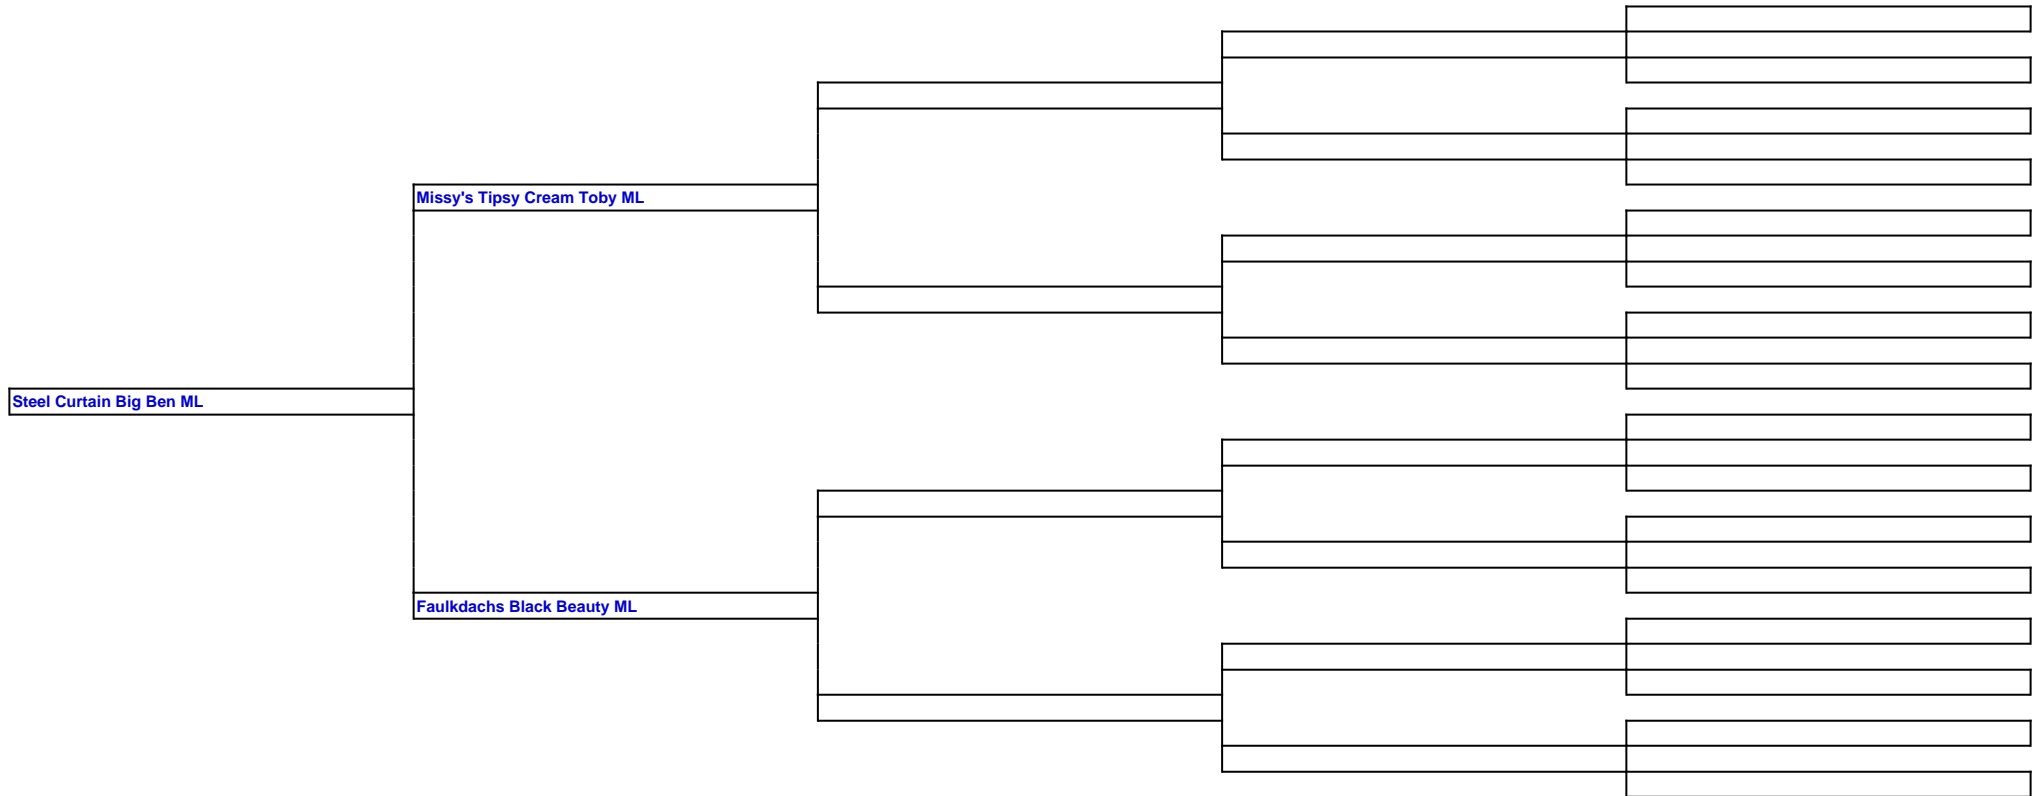 Missy's Tipsy Cream Toby ML
Steel Curtain Big Ben ML
Faulkdachs Black Beauty ML